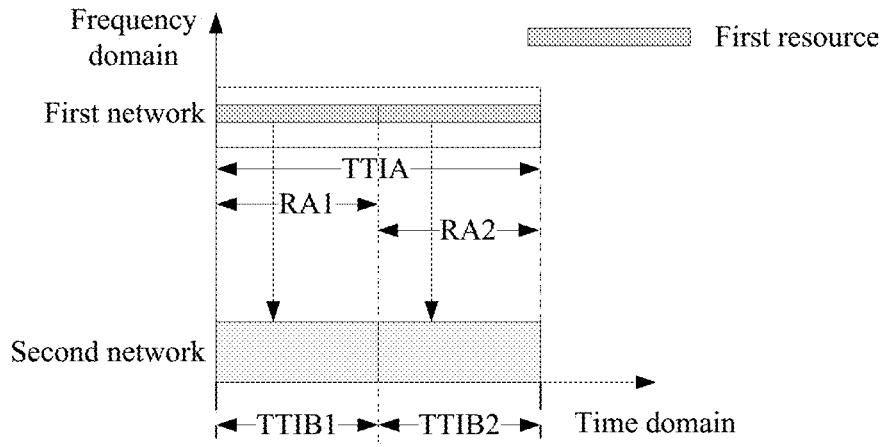 Frequency
domain
First resource
First network
TTIA
RA1
RA2
Second network
TTIB1
TTIB2
Time domain